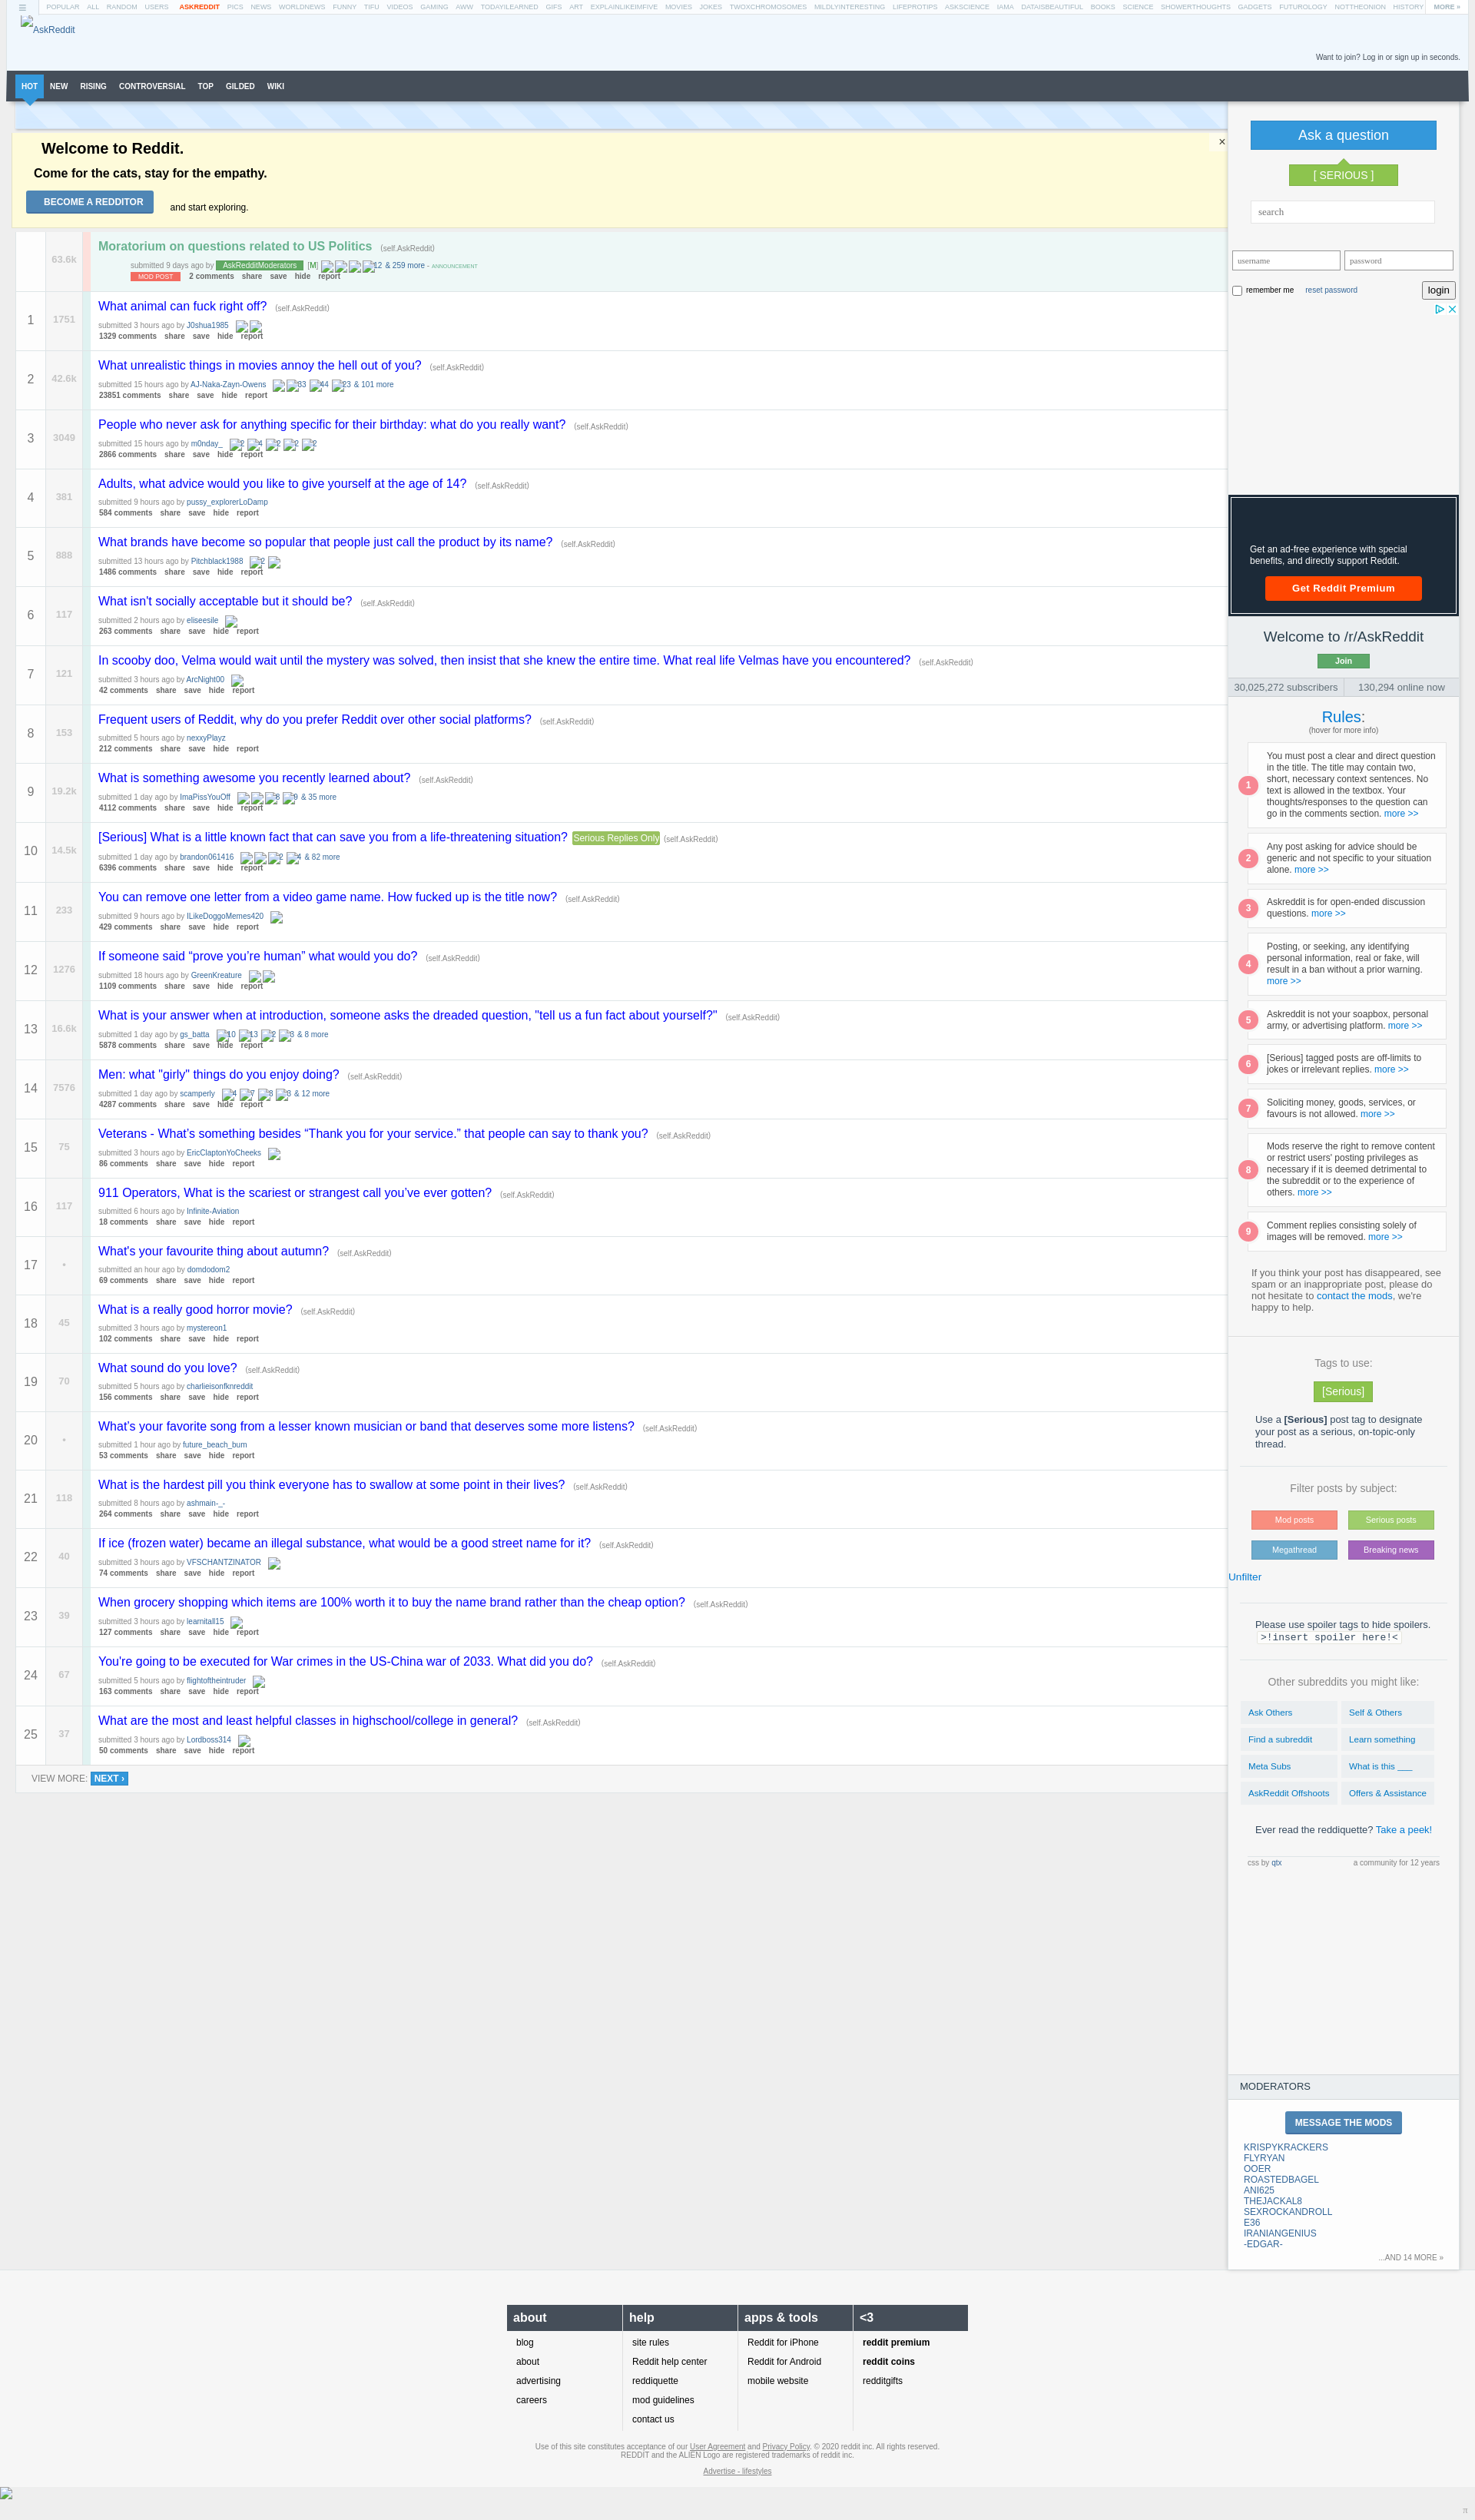 ≡ POPULAR ALL RANDOM USERS ASKREDDIT PICS NEWS WORLDNEWS FUNNY TIFU VIDEOS GAMING AWW TODAYILEARNED GIFS ART EXPLAINLIKEIMFIVE MOVIES JOKES TWOXCHROMOSOMES MILDLYINTERESTING LIFEPROTIPS ASKSCIENCE IAMA DATAISBEAUTIFUL BOOKS SCIENCE SHOWERTHOUGHTS GADGETS FUTUROLOGY NOTTHEONION HISTORY MORE »
AskReddit
Want to join? Log in or sign up in seconds.
HOT NEW RISING CONTROVERSIAL TOP GILDED WIKI
Welcome to Reddit.
×
Come for the cats, stay for the empathy.
BECOME A REDDITOR and start exploring.
63.6k
Moratorium on questions related to US Politics (self.AskReddit)
submitted 9 days ago by AskRedditModerators [M] 12 & 259 more - ANNOUNCEMENT
MOD POST 2 comments share save hide report
1 1751
What animal can fuck right off? (self.AskReddit)
submitted 3 hours ago by J0shua1985
1329 comments share save hide report
2 42.6k
What unrealistic things in movies annoy the hell out of you? (self.AskReddit)
submitted 15 hours ago by AJ-Naka-Zayn-Owens 33 44 23 & 101 more
23851 comments share save hide report
3 3049
People who never ask for anything specific for their birthday: what do you really want? (self.AskReddit)
submitted 15 hours ago by m0nday_ 2 4 2 2 2
2866 comments share save hide report
4 381
Adults, what advice would you like to give yourself at the age of 14? (self.AskReddit)
submitted 9 hours ago by pussy_explorerLoDamp
584 comments share save hide report
5 888
What brands have become so popular that people just call the product by its name? (self.AskReddit)
submitted 13 hours ago by Pitchblack1988 2
1486 comments share save hide report
6 117
What isn't socially acceptable but it should be? (self.AskReddit)
submitted 2 hours ago by eliseesile
263 comments share save hide report
7 121
In scooby doo, Velma would wait until the mystery was solved, then insist that she knew the entire time. What real life Velmas have you encountered? (self.AskReddit)
submitted 3 hours ago by ArcNight00
42 comments share save hide report
8 153
Frequent users of Reddit, why do you prefer Reddit over other social platforms? (self.AskReddit)
submitted 5 hours ago by nexxyPlayz
212 comments share save hide report
9 19.2k
What is something awesome you recently learned about? (self.AskReddit)
submitted 1 day ago by ImaPissYouOff 8 9 & 35 more
4112 comments share save hide report
10 14.5k
[Serious] What is a little known fact that can save you from a life-threatening situation? Serious Replies Only (self.AskReddit)
submitted 1 day ago by brandon061416 2 4 & 82 more
6396 comments share save hide report
11 233
You can remove one letter from a video game name. How fucked up is the title now? (self.AskReddit)
submitted 9 hours ago by ILikeDoggoMemes420
429 comments share save hide report
12 1276
If someone said “prove you’re human” what would you do? (self.AskReddit)
submitted 18 hours ago by GreenKreature
1109 comments share save hide report
13 16.6k
What is your answer when at introduction, someone asks the dreaded question, "tell us a fun fact about yourself?" (self.AskReddit)
submitted 1 day ago by gs_batta 10 13 2 3 & 8 more
5878 comments share save hide report
14 7576
Men: what "girly" things do you enjoy doing? (self.AskReddit)
submitted 1 day ago by scamperly 4 7 3 3 & 12 more
4287 comments share save hide report
15 75
Veterans - What’s something besides “Thank you for your service.” that people can say to thank you? (self.AskReddit)
submitted 3 hours ago by EricClaptonYoCheeks
86 comments share save hide report
16 117
911 Operators, What is the scariest or strangest call you’ve ever gotten? (self.AskReddit)
submitted 6 hours ago by Infinite-Aviation
18 comments share save hide report
17 •
What's your favourite thing about autumn? (self.AskReddit)
submitted an hour ago by domdodom2
69 comments share save hide report
18 45
What is a really good horror movie? (self.AskReddit)
submitted 3 hours ago by mystereon1
102 comments share save hide report
19 70
What sound do you love? (self.AskReddit)
submitted 5 hours ago by charlieisonfknreddit
156 comments share save hide report
20 •
What’s your favorite song from a lesser known musician or band that deserves some more listens? (self.AskReddit)
submitted 1 hour ago by future_beach_bum
53 comments share save hide report
21 118
What is the hardest pill you think everyone has to swallow at some point in their lives? (self.AskReddit)
submitted 8 hours ago by ashmain-_-
264 comments share save hide report
22 40
If ice (frozen water) became an illegal substance, what would be a good street name for it? (self.AskReddit)
submitted 3 hours ago by VFSCHANTZINATOR
74 comments share save hide report
23 39
When grocery shopping which items are 100% worth it to buy the name brand rather than the cheap option? (self.AskReddit)
submitted 3 hours ago by learnitall15
127 comments share save hide report
24 67
You're going to be executed for War crimes in the US-China war of 2033. What did you do? (self.AskReddit)
submitted 5 hours ago by flightoftheintruder
163 comments share save hide report
25 37
What are the most and least helpful classes in highschool/college in general? (self.AskReddit)
submitted 3 hours ago by Lordboss314
50 comments share save hide report
VIEW MORE: NEXT ›
Ask a question
[ SERIOUS ]
search
username password
remember me reset password login
Get an ad-free experience with special
benefits, and directly support Reddit.
Get Reddit Premium
Welcome to /r/AskReddit
Join
30,025,272 subscribers 130,294 online now
Rules:
(hover for more info)
1 You must post a clear and direct question
in the title. The title may contain two,
short, necessary context sentences. No
text is allowed in the textbox. Your
thoughts/responses to the question can
go in the comments section. more >>
2 Any post asking for advice should be
generic and not specific to your situation
alone. more >>
3 Askreddit is for open-ended discussion
questions. more >>
4 Posting, or seeking, any identifying
personal information, real or fake, will
result in a ban without a prior warning.
more >>
5 Askreddit is not your soapbox, personal
army, or advertising platform. more >>
6 [Serious] tagged posts are off-limits to
jokes or irrelevant replies. more >>
7 Soliciting money, goods, services, or
favours is not allowed. more >>
8 Mods reserve the right to remove content
or restrict users' posting privileges as
necessary if it is deemed detrimental to
the subreddit or to the experience of
others. more >>
9 Comment replies consisting solely of
images will be removed. more >>
If you think your post has disappeared, see
spam or an inappropriate post, please do
not hesitate to contact the mods, we're
happy to help.
Tags to use:
[Serious]
Use a [Serious] post tag to designate
your post as a serious, on-topic-only
thread.
Filter posts by subject:
Mod posts Serious posts
Megathread Breaking news
Unfilter
Please use spoiler tags to hide spoilers.
>!insert spoiler here!<
Other subreddits you might like:
Ask Others Self & Others
Find a subreddit Learn something
Meta Subs What is this ___
AskReddit Offshoots Offers & Assistance
Ever read the reddiquette? Take a peek!
css by qtx a community for 12 years
MODERATORS
MESSAGE THE MODS
KRISPYKRACKERS
FLYRYAN
OOER
ROASTEDBAGEL
ANI625
THEJACKAL8
SEXROCKANDROLL
E36
IRANIANGENIUS
-EDGAR-
...AND 14 MORE »
about
blog
about
advertising
careers
help
site rules
Reddit help center
reddiquette
mod guidelines
contact us
apps & tools
Reddit for iPhone
Reddit for Android
mobile website
<3
reddit premium
reddit coins
redditgifts
Use of this site constitutes acceptance of our User Agreement and Privacy Policy. © 2020 reddit inc. All rights reserved.
REDDIT and the ALIEN Logo are registered trademarks of reddit inc.
Advertise - lifestyles
π